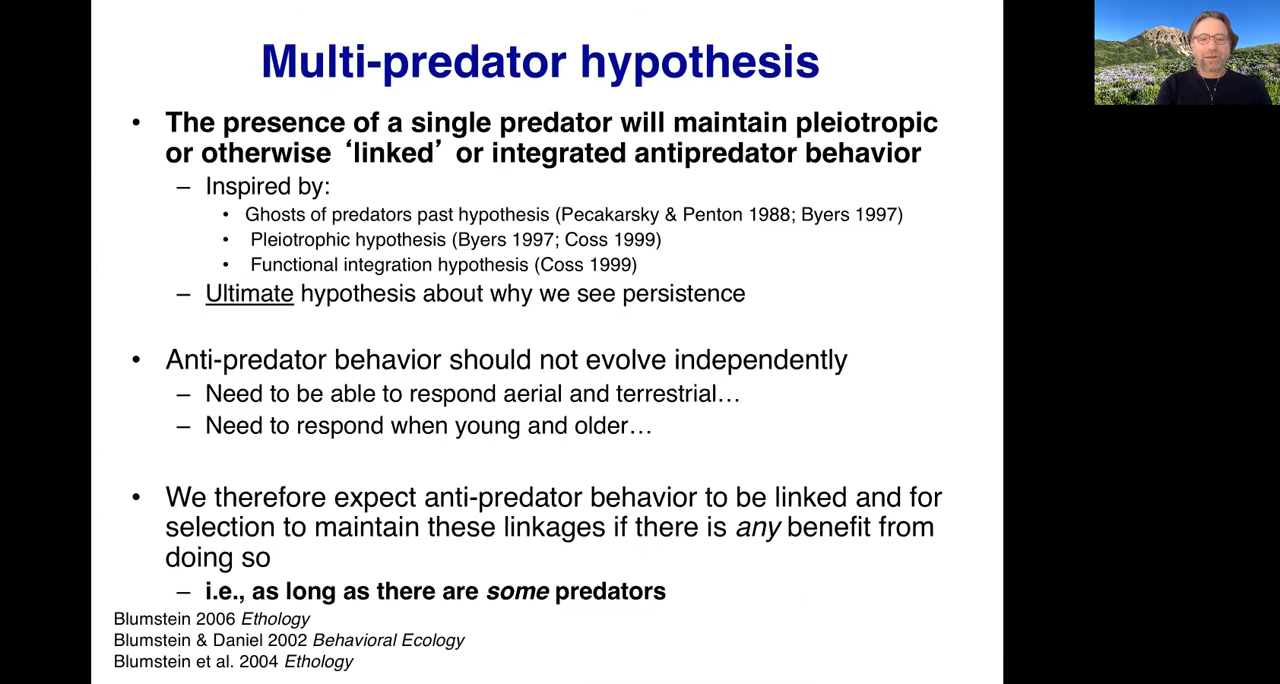 Multi-predator hypothesis
• The presence of a single predator will maintain pleiotropic
or otherwise ‘linked’ or integrated antipredator behavior
– Inspired by:
• Ghosts of predators past hypothesis (Pecakarsky & Penton 1988; Byers 1997)
• Pleiotrophic hypothesis (Byers 1997; Coss 1999)
• Functional integration hypothesis (Coss 1999)
– Ultimate hypothesis about why we see persistence
• Anti-predator behavior should not evolve independently
– Need to be able to respond aerial and terrestrial…
– Need to respond when young and older…
• We therefore expect anti-predator behavior to be linked and for
selection to maintain these linkages if there is any benefit from
doing so
– i.e., as long as there are some predators
Blumstein 2006 Ethology
Blumstein & Daniel 2002 Behavioral Ecology
Blumstein et al. 2004 Ethology